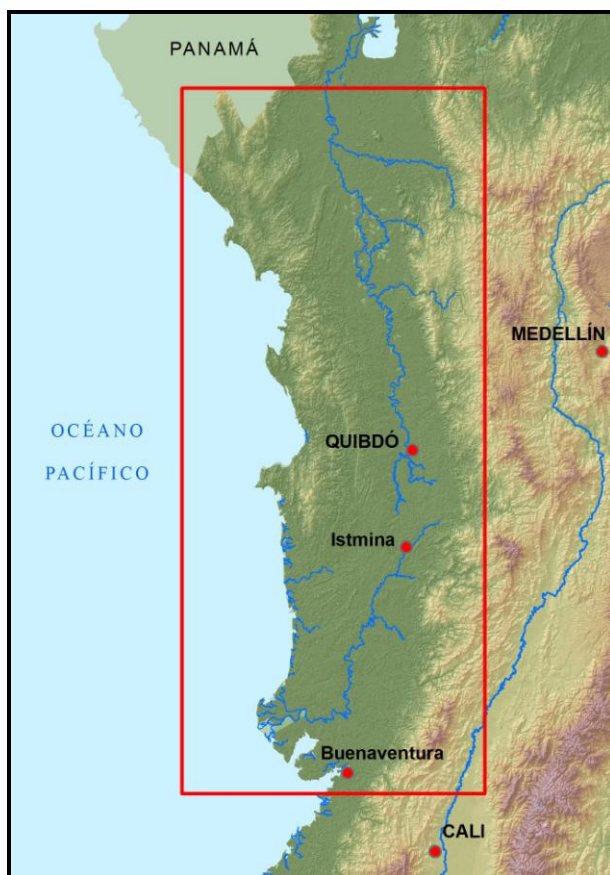 PANAMÁ
MEDELLÍN
OCÉANO
PACÍFICO
QUIBDÓ
Istmina
Buenaventura
CALI